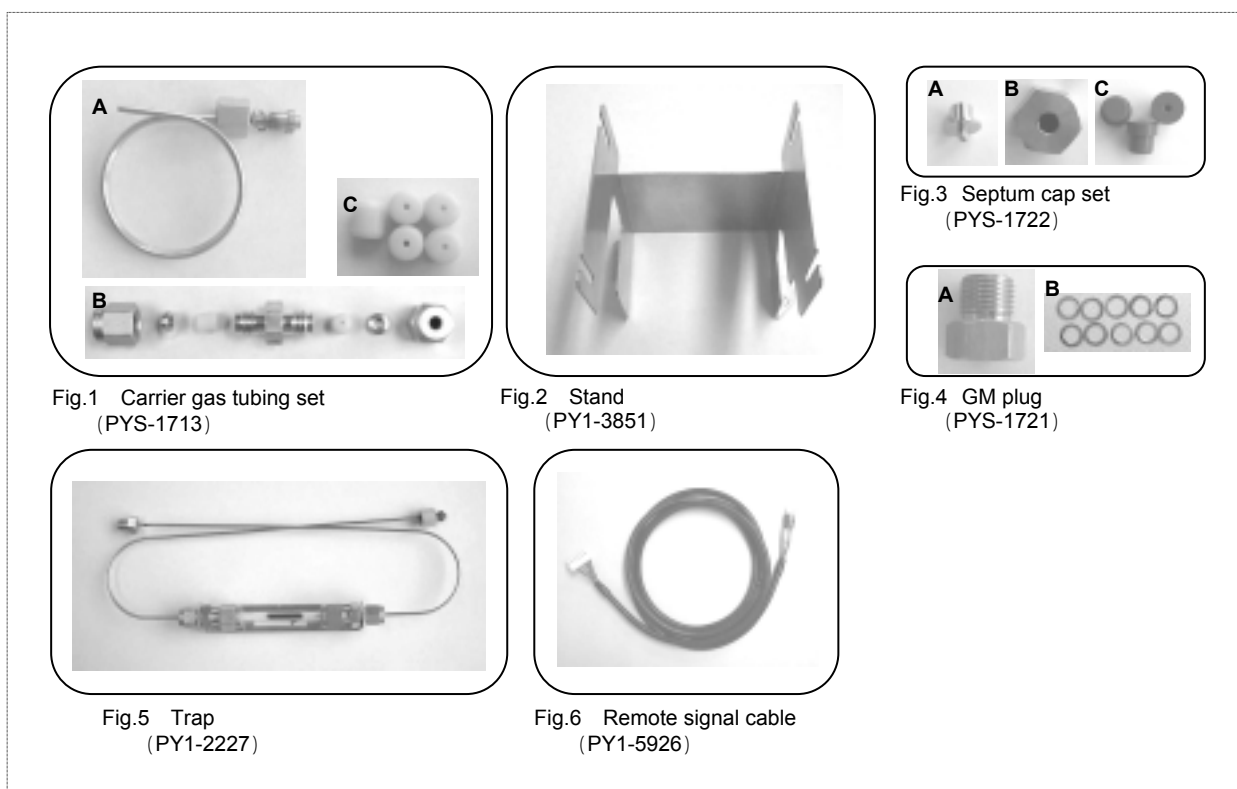 A
C
B
Fig.1 Carrier gas tubing set
(PYS-1713)
Fig.2 Stand
(PY1-3851)
A B C
Fig.3 Septum cap set
(PYS-1722)
A B
Fig.4 GM plug
(PYS-1721)
Fig.5 Trap
(PY1-2227)
Fig.6 Remote signal cable
(PY1-5926)